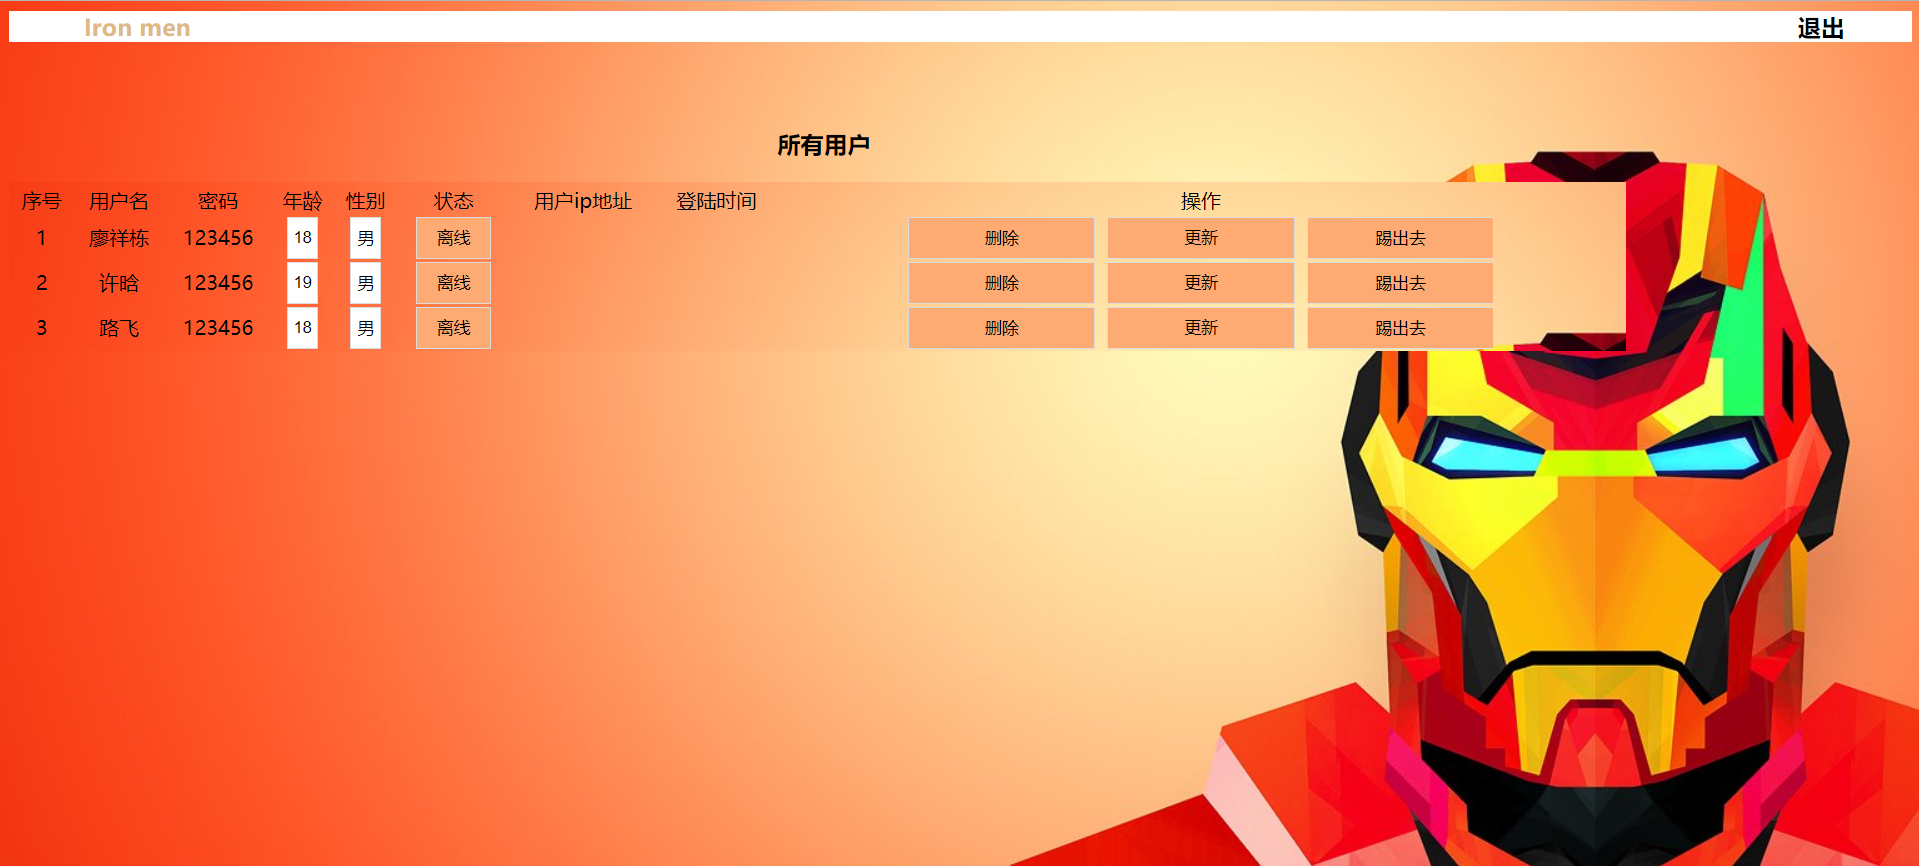 Iron men 退出
所有用户
序号 用户名 密码 年龄 性别 状态 用户ip地址 登陆时间 操作
1 廖祥栋 123456 18 男 离线 删除 更新 踢出去
2 许晗 123456 19 男 离线 删除 更新 踢出去
3 路飞 123456 18 男 离线 删除 更新 踢出去